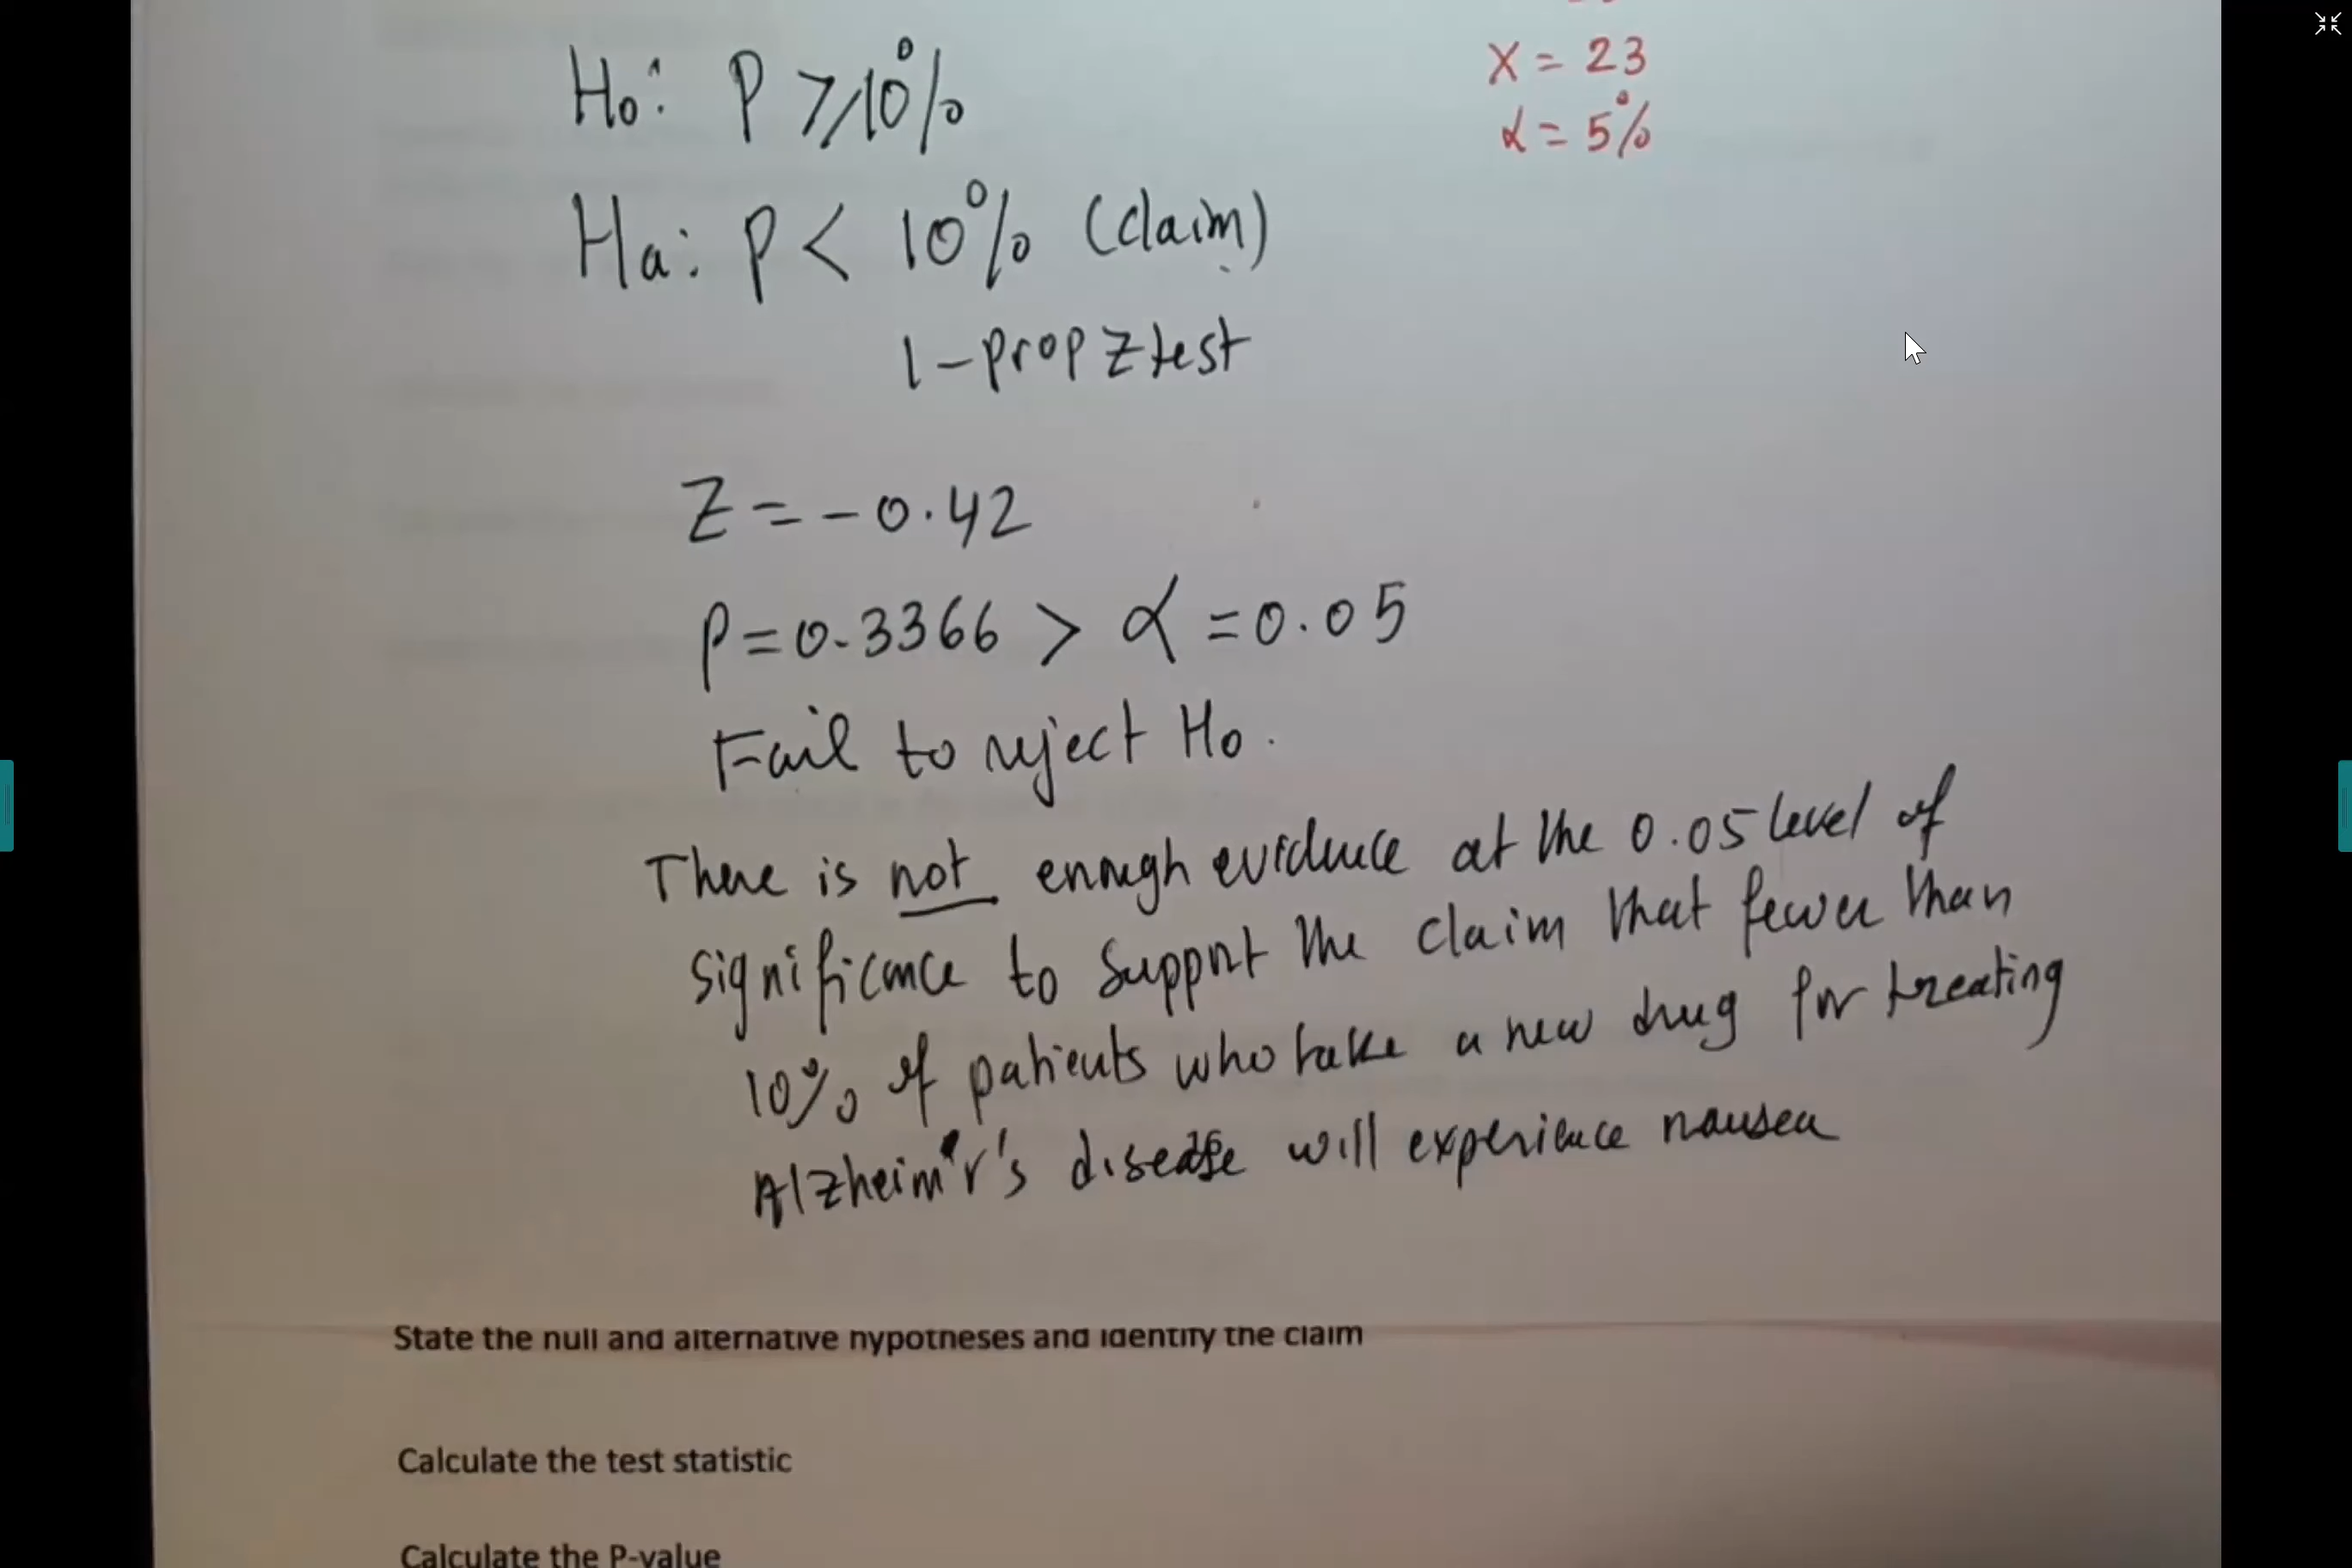 Ho: P ≥ 10%
X = 23
α = 5%
Ha: P < 10% (claim)
1-prop Z test
Z = -0.42
P = 0.3366 > α = 0.05
Fail to reject Ho.
There is not enough evidence at the 0.05 level of
significance to support the claim that fewer than
10% of patients who take a new drug for treating
Alzheimer's disease will experience nausea
State the null and alternative hypotheses and identify the claim
Calculate the test statistic
Calculate the P-value